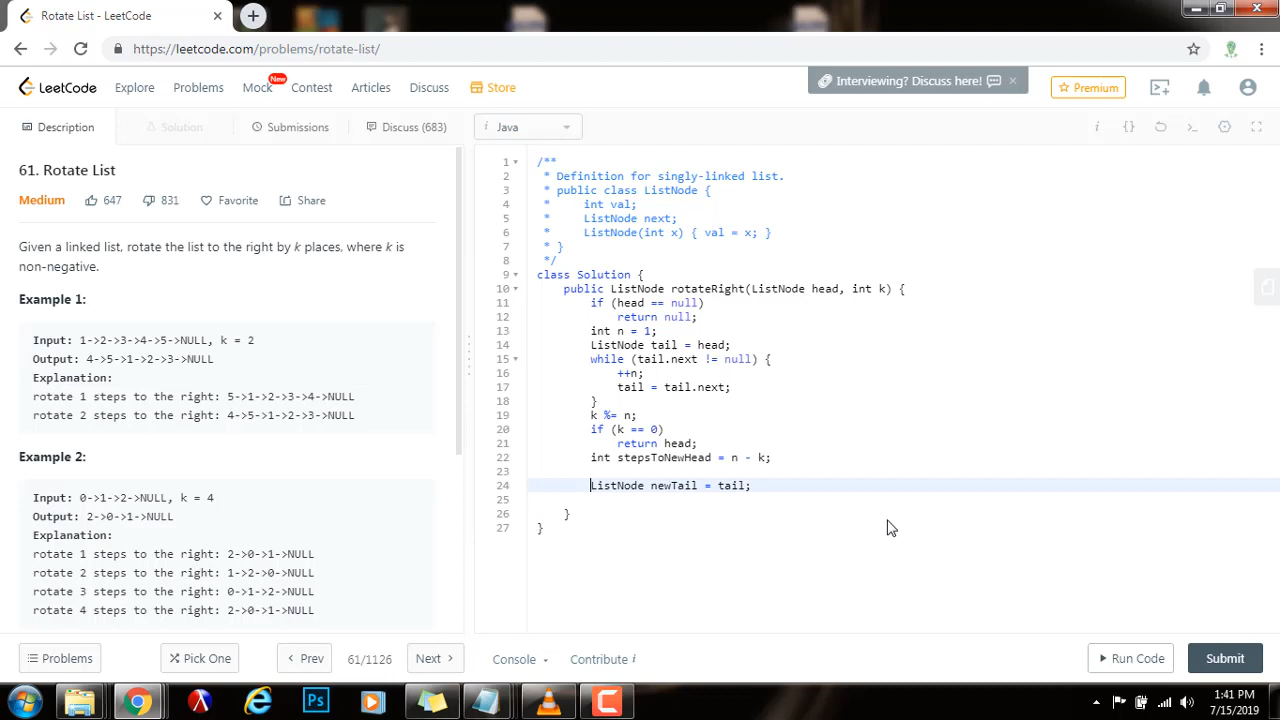 Rotate List - LeetCode
https://leetcode.com/problems/rotate-list/
LeetCode
Explore
Problems
Mock
New
Contest
Articles
Discuss
Store
Interviewing? Discuss here!
Premium
Description
Solution
Submissions
Discuss (683)
i Java
61. Rotate List
Medium
647
831
Favorite
Share
Given a linked list, rotate the list to the right by k places, where k is
non-negative.
Example 1:
Input: 1->2->3->4->5->NULL, k = 2
Output: 4->5->1->2->3->NULL
Explanation:
rotate 1 steps to the right: 5->1->2->3->4->NULL
rotate 2 steps to the right: 4->5->1->2->3->NULL
Example 2:
Input: 0->1->2->NULL, k = 4
Output: 2->0->1->NULL
Explanation:
rotate 1 steps to the right: 2->0->1->NULL
rotate 2 steps to the right: 1->2->0->NULL
rotate 3 steps to the right: 0->1->2->NULL
rotate 4 steps to the right: 2->0->1->NULL
1 /**
2 * Definition for singly-linked list.
3 * public class ListNode {
4 * int val;
5 * ListNode next;
6 * ListNode(int x) { val = x; }
7 * }
8 */
9 class Solution {
10 public ListNode rotateRight(ListNode head, int k) {
11 if (head == null)
12 return null;
13 int n = 1;
14 ListNode tail = head;
15 while (tail.next != null) {
16 ++n;
17 tail = tail.next;
18 }
19 k %= n;
20 if (k == 0)
21 return head;
22 int stepsToNewHead = n - k;
23
24 ListNode newTail = tail;
25
26 }
27 }
Problems
Pick One
Prev
61/1126
Next
Console
Contribute i
Run Code
Submit
Ps
1:41 PM
7/15/2019